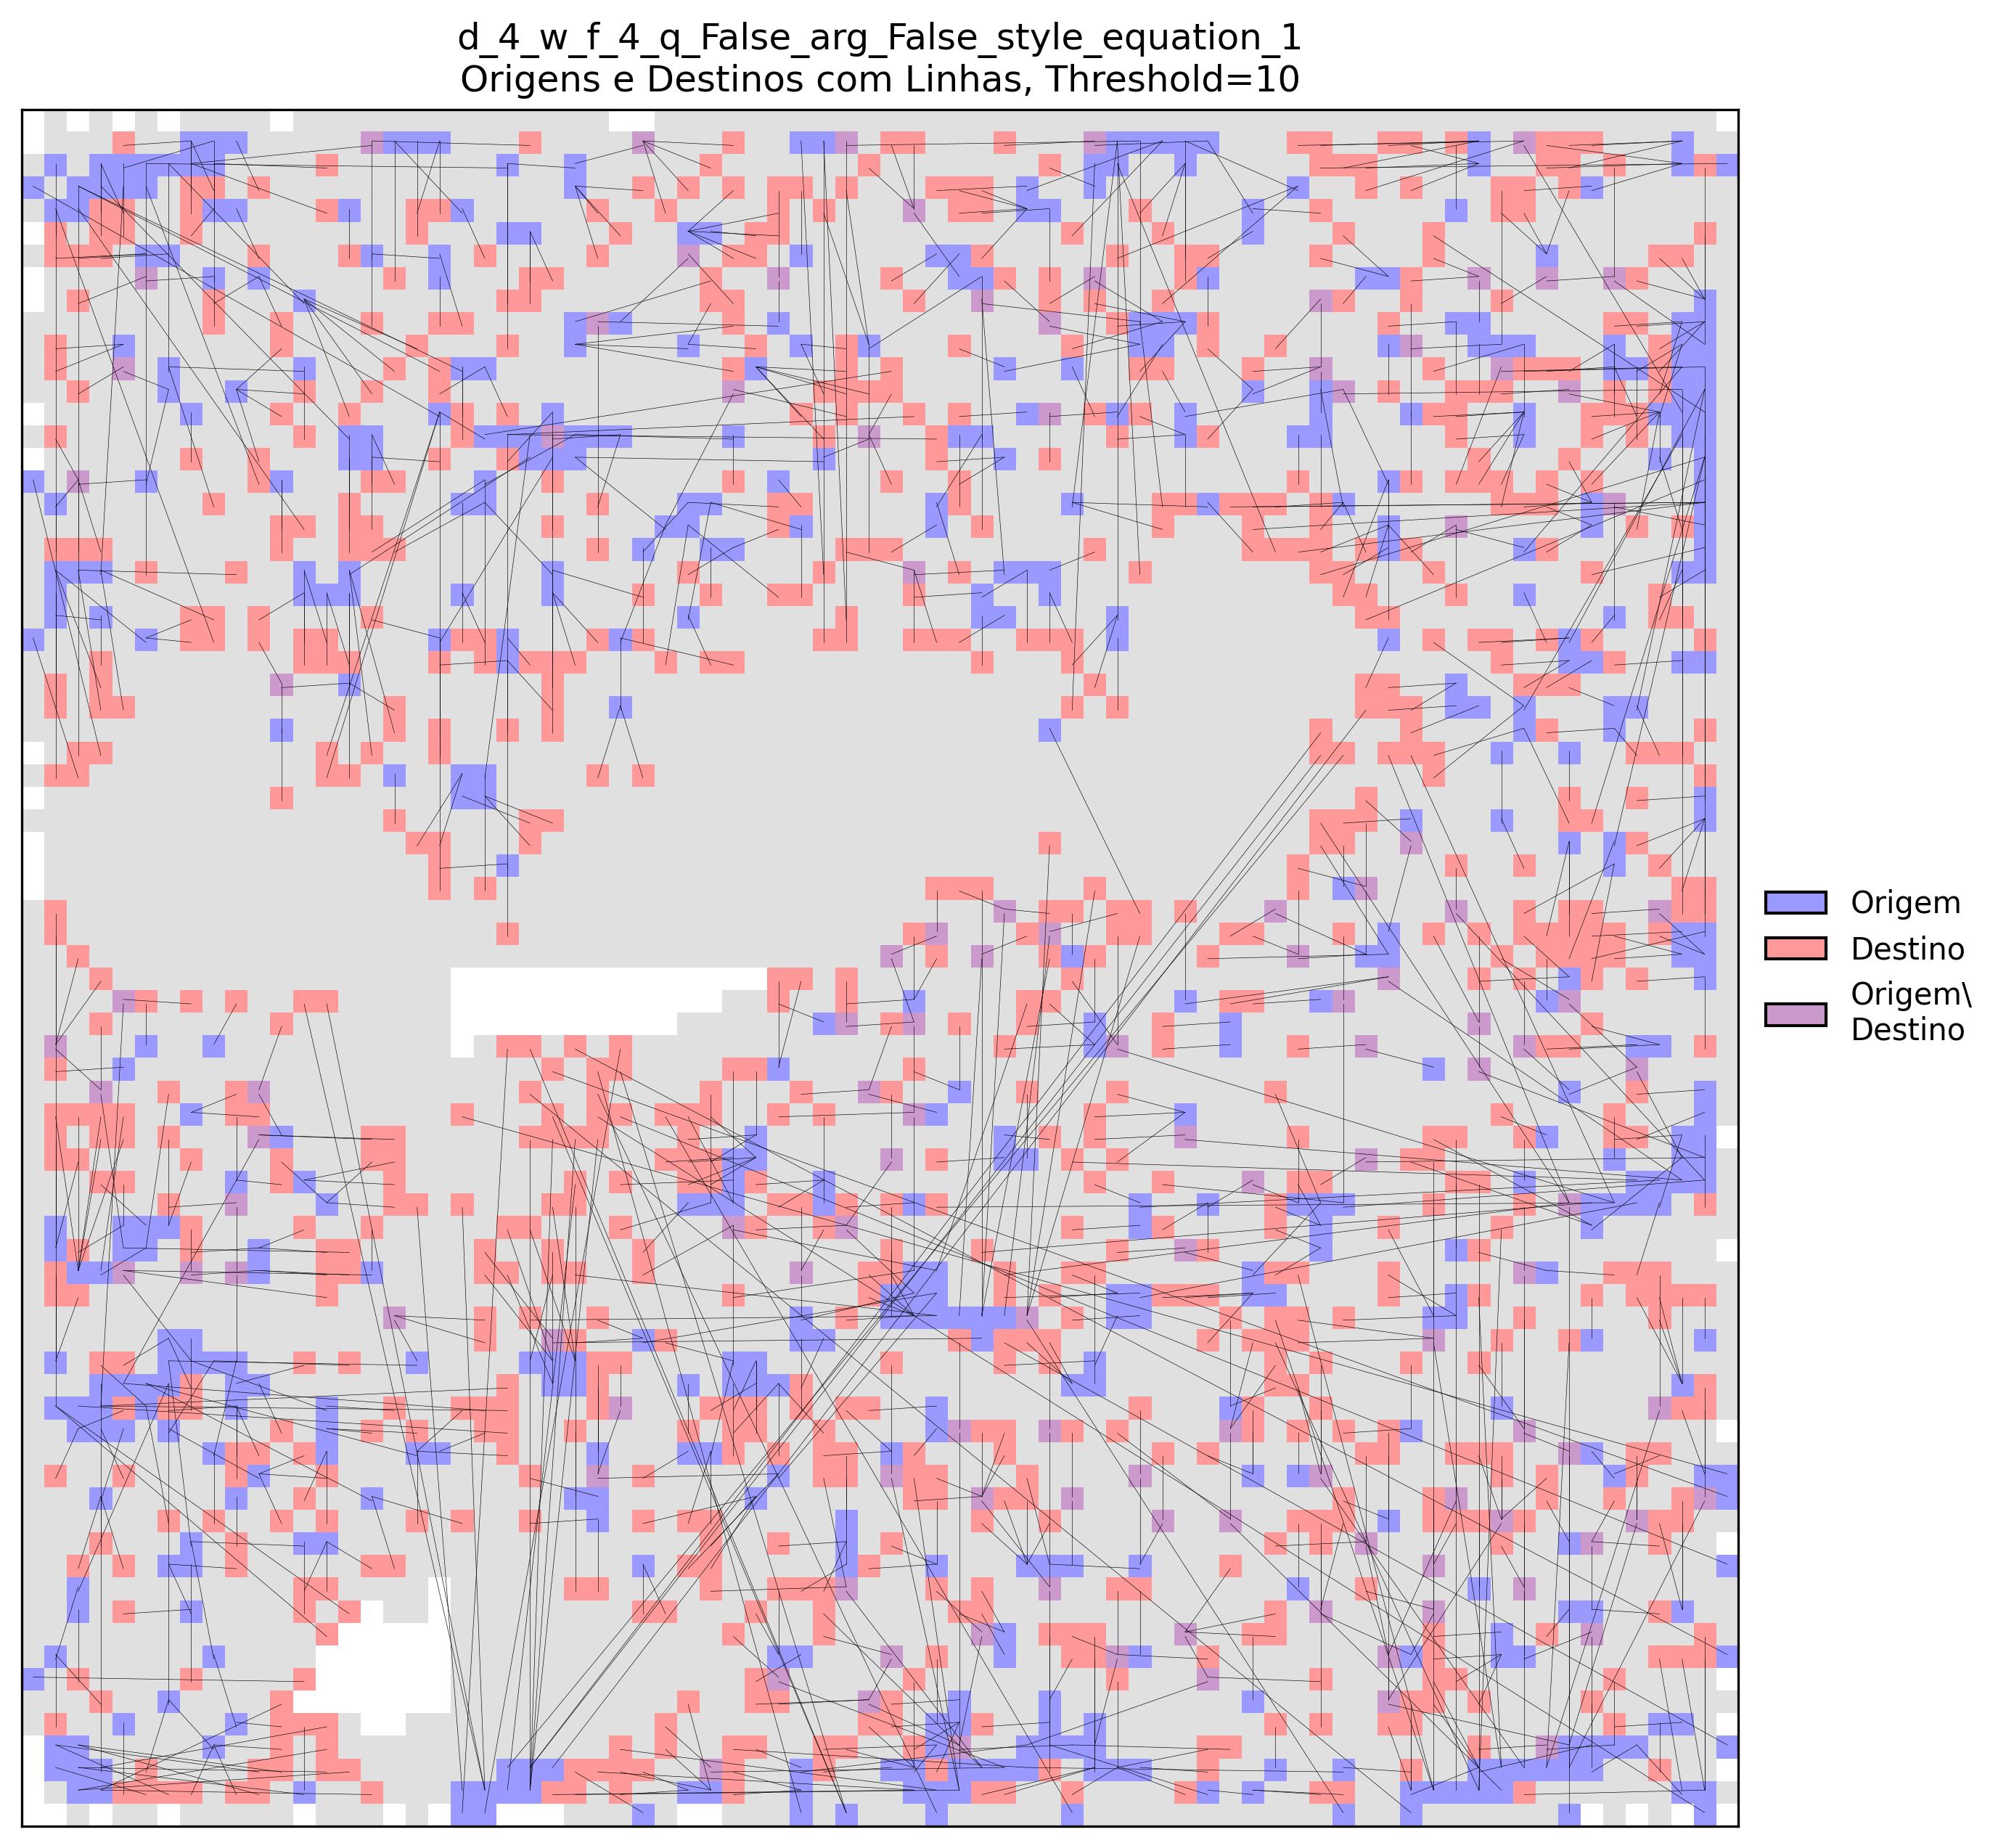 d_4_w_f_4_q_False_arg_False_style_equation_1
Origens e Destinos com Linhas, Threshold=10
Origem
Destino
Origem\
Destino